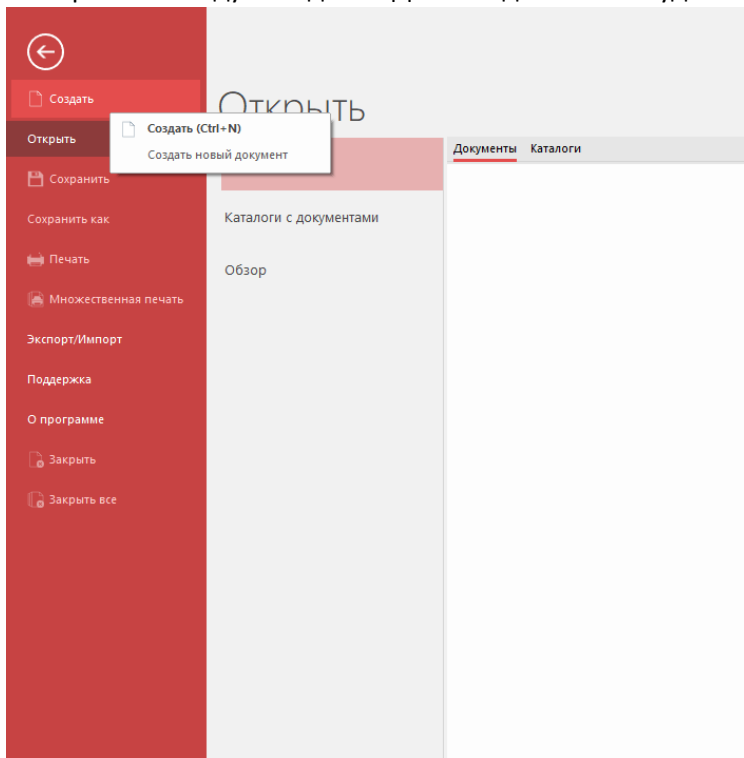 Создать
Открыть
Создать (Ctrl+N)
Создать новый документ
Открыть
Документы Каталоги
Сохранить
Сохранить как
Каталоги с документами
Печать
Обзор
Множественная печать
Экспорт/Импорт
Поддержка
О программе
Закрыть
Закрыть все